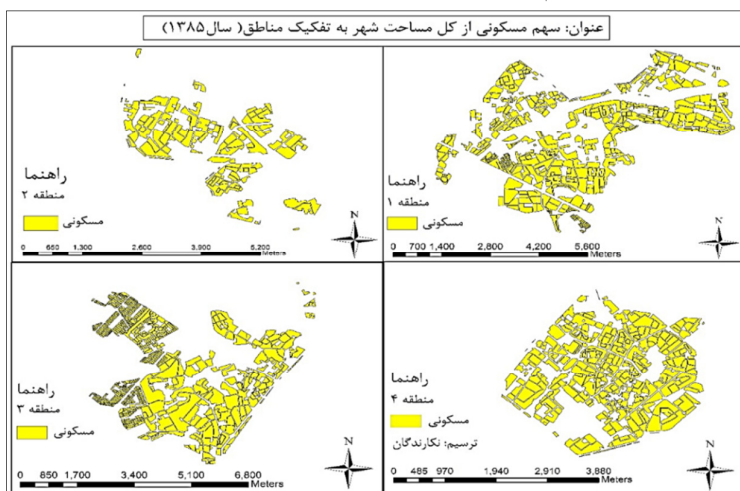 عنوان: سهم مسکونی از کل مساحت شهر به تفکیک مناطق( سال۱۳۸۵)
راهنما
منطقه ۱
مسکونی
N
0 700 1,400 2,800 4,200 5,600
Meters
راهنما
منطقه ۲
مسکونی
N
0 650 1,300 2,600 3,900 5,200
Meters
راهنما
منطقه ۳
مسکونی
N
0 850 1,700 3,400 5,100 6,800
Meters
راهنما
منطقه ۴
مسکونی
ترسیم: نگارندگان
N
0 485 970 1,940 2,910 3,880
Meters